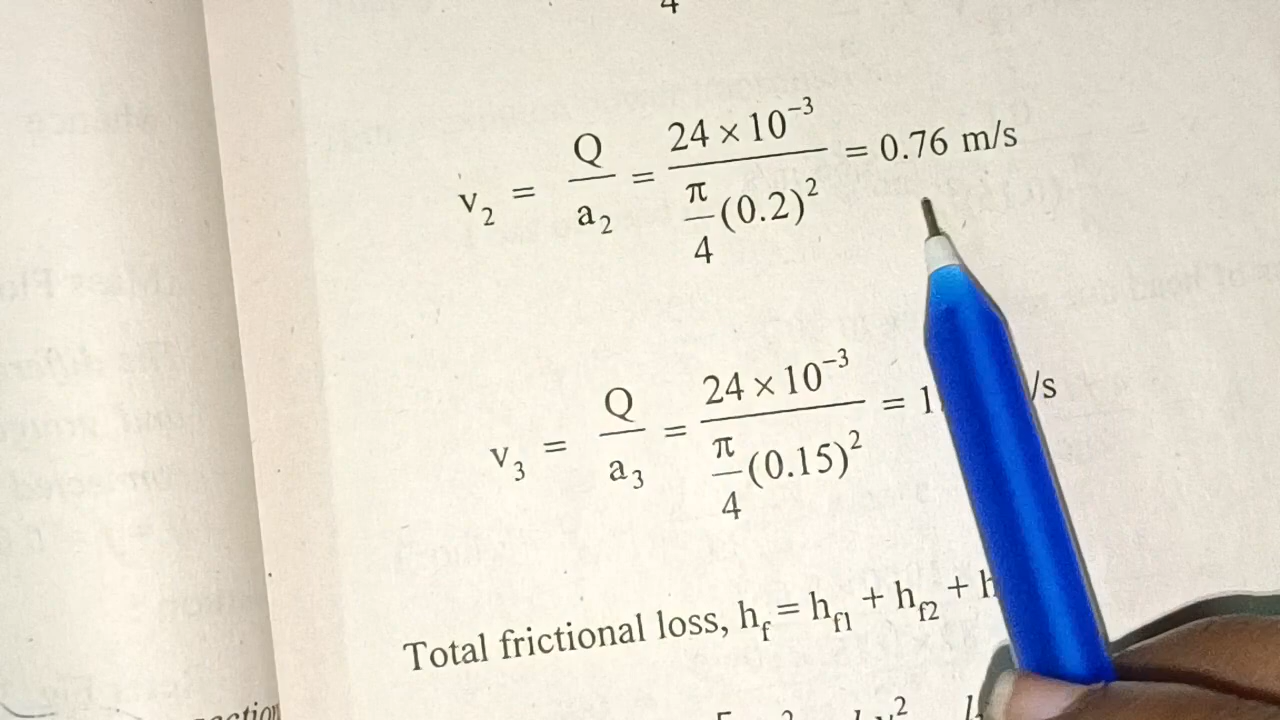 4
v₂ = Q / a₂ = 24 × 10⁻³ / (π/4 (0.2)²) = 0.76 m/s
v₃ = Q / a₃ = 24 × 10⁻³ / (π/4 (0.15)²) = 1 /s
Total frictional loss, h_f = h_f1 + h_f2 + h